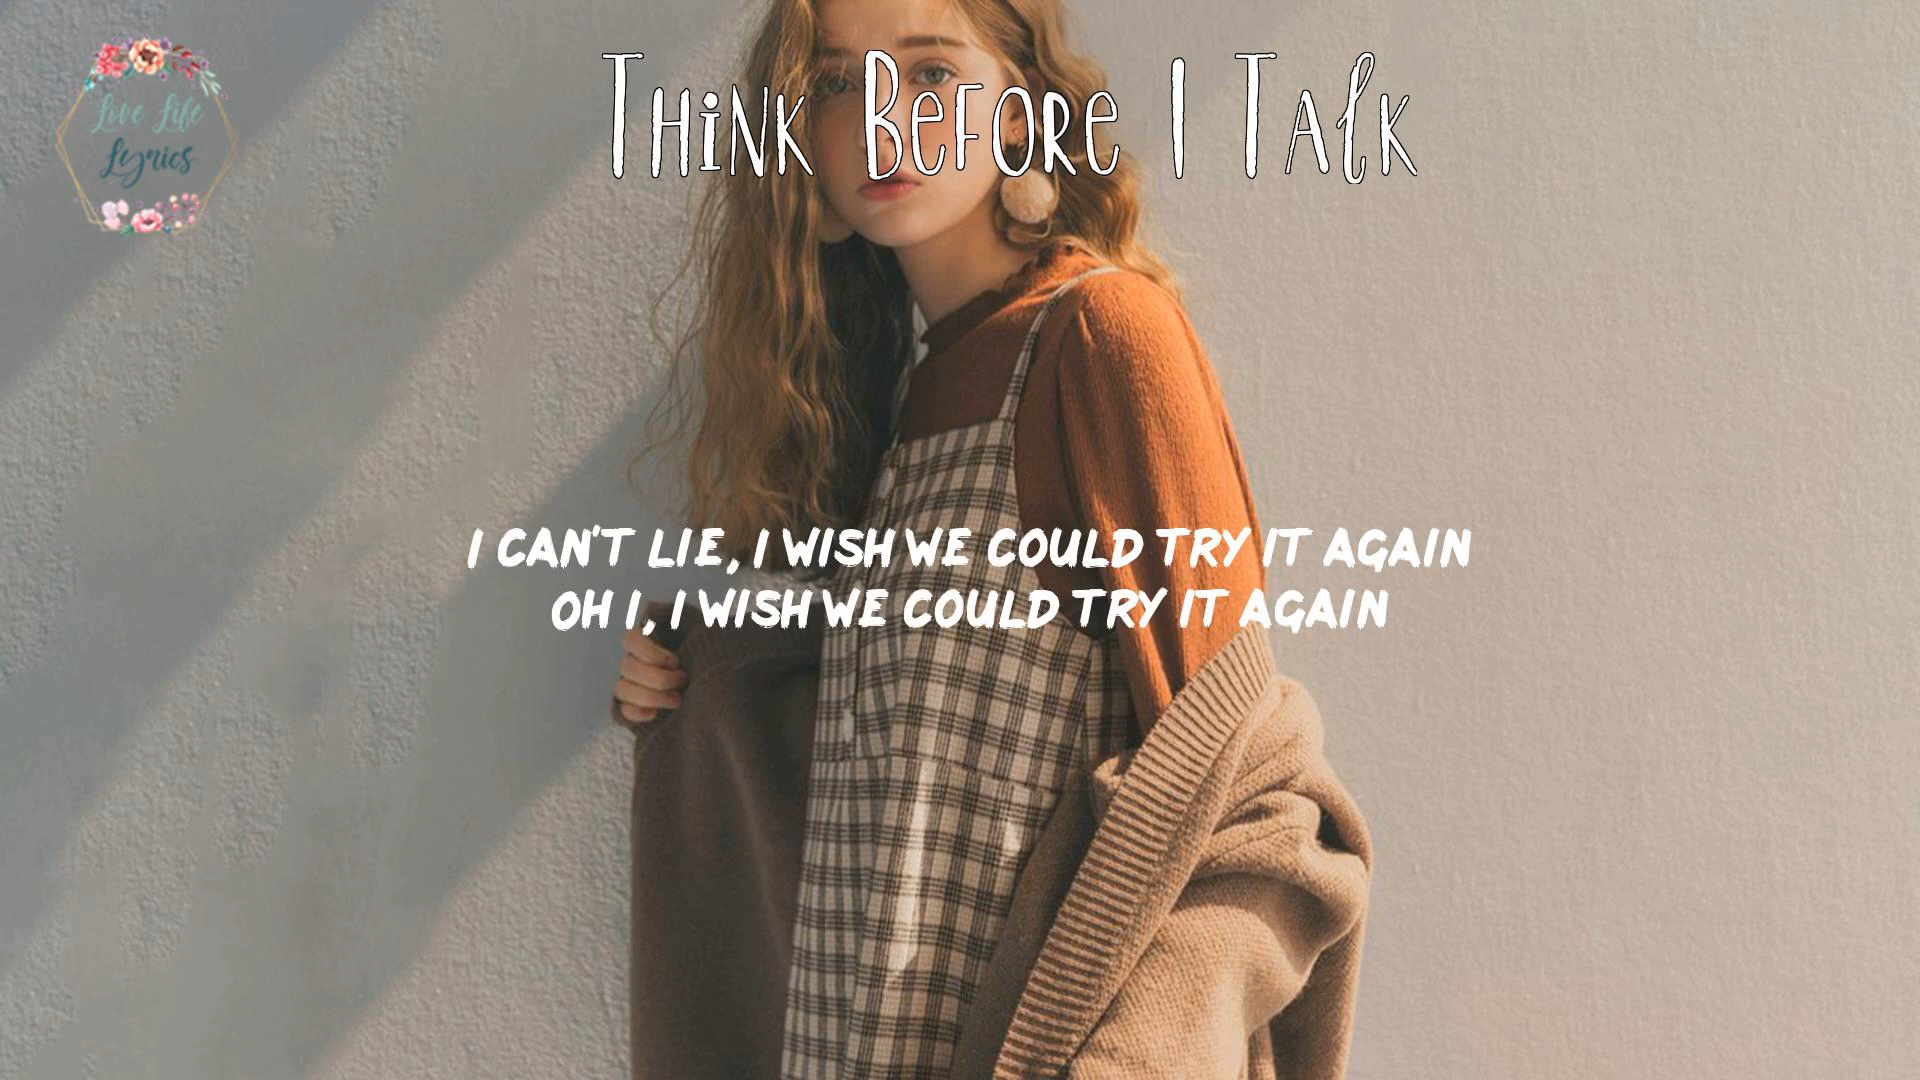 Love Life
Lyrics
Think Before I Talk
I CAN'T LIE, I WISH WE COULD TRY IT AGAIN
OH I, I WISH WE COULD TRY IT AGAIN